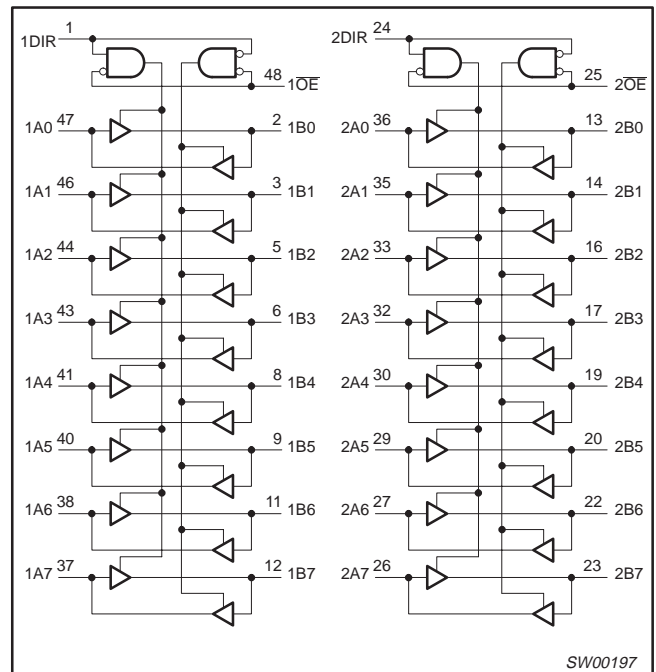 1DIR 1 2DIR 24
48 1O̅E̅ 25 2O̅E̅
1A0 47 2 1B0 2A0 36 13 2B0
1A1 46 3 1B1 2A1 35 14 2B1
1A2 44 5 1B2 2A2 33 16 2B2
1A3 43 6 1B3 2A3 32 17 2B3
1A4 41 8 1B4 2A4 30 19 2B4
1A5 40 9 1B5 2A5 29 20 2B5
1A6 38 11 1B6 2A6 27 22 2B6
1A7 37 12 1B7 2A7 26 23 2B7
SW00197